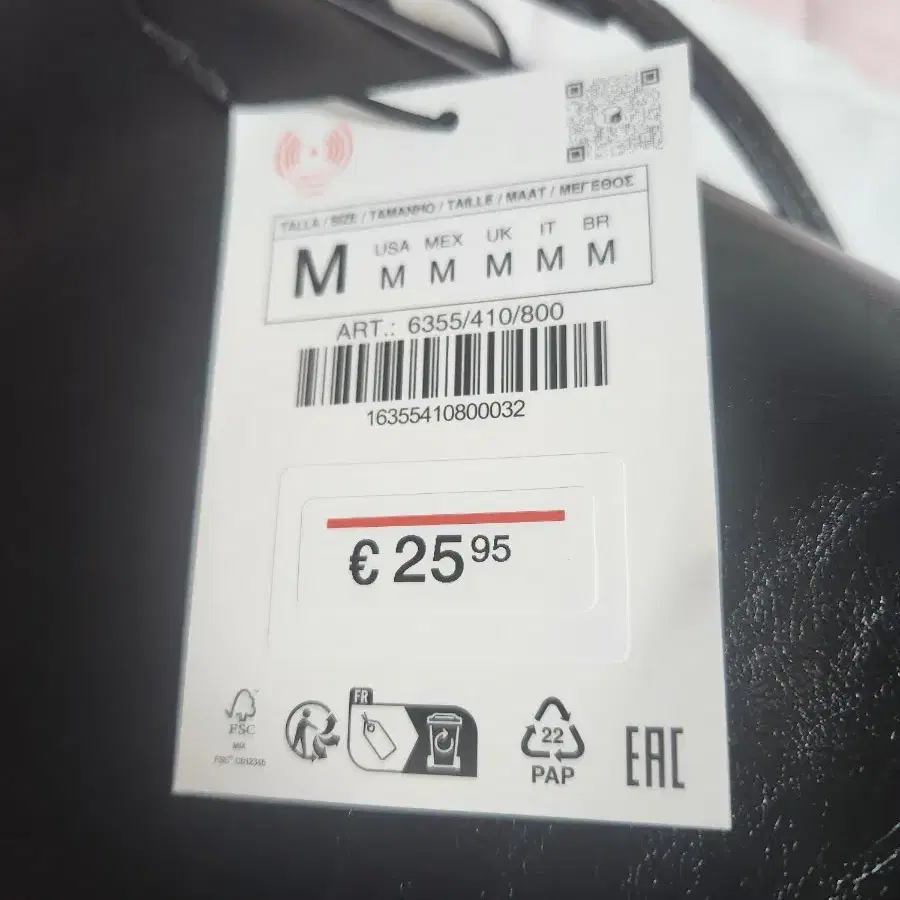 TALLA / SIZE / TAMANHO / TAILLE / MAAT / ΜΕΓΕΘΟΣ
M USA MEX UK IT BR
M M M M M
ART.: 6355/410/800
16355410800032
€ 25 95
FR
FSC
MIX
22
PAP
EAC